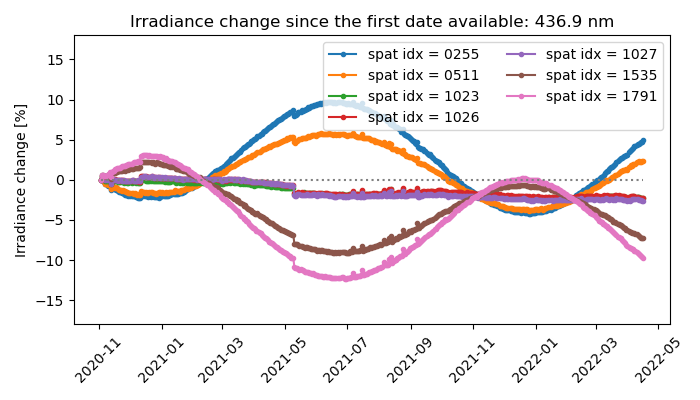 Irradiance change since the first date available: 436.9 nm
Irradiance change [%]
15
10
5
0
−5
−10
−15
spat idx = 0255
spat idx = 0511
spat idx = 1023
spat idx = 1026
spat idx = 1027
spat idx = 1535
spat idx = 1791
2020-11
2021-01
2021-03
2021-05
2021-07
2021-09
2021-11
2022-01
2022-03
2022-05